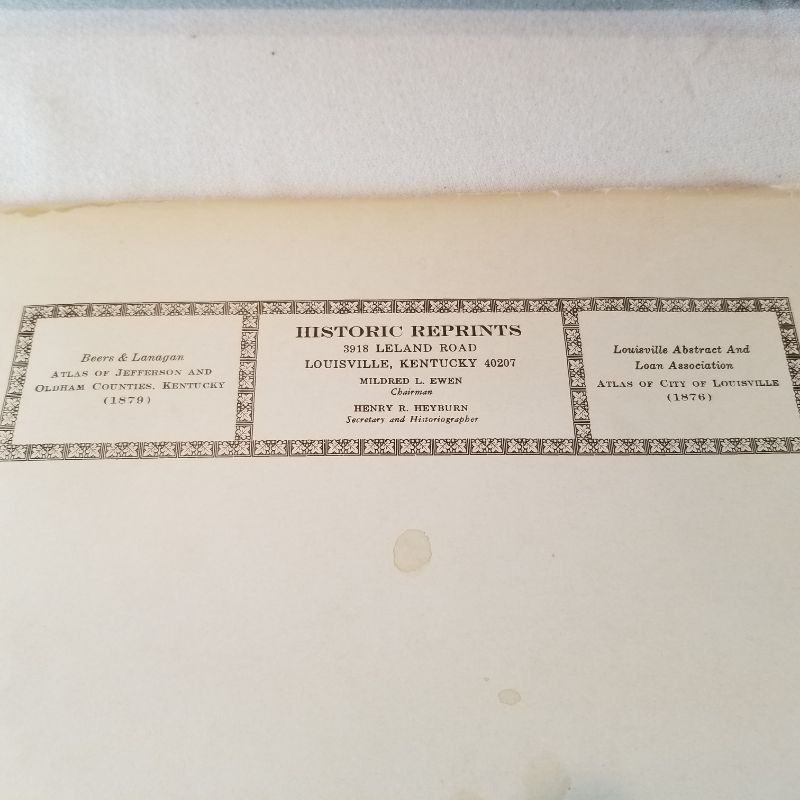 Beers & Lanagan
ATLAS OF JEFFERSON AND
OLDHAM COUNTIES, KENTUCKY
(1879)
HISTORIC REPRINTS
3918 LELAND ROAD
LOUISVILLE, KENTUCKY 40207
MILDRED L. EWEN
Chairman
HENRY R. HEYBURN
Secretary and Historiographer
Louisville Abstract And
Loan Association
ATLAS OF CITY OF LOUISVILLE
(1876)